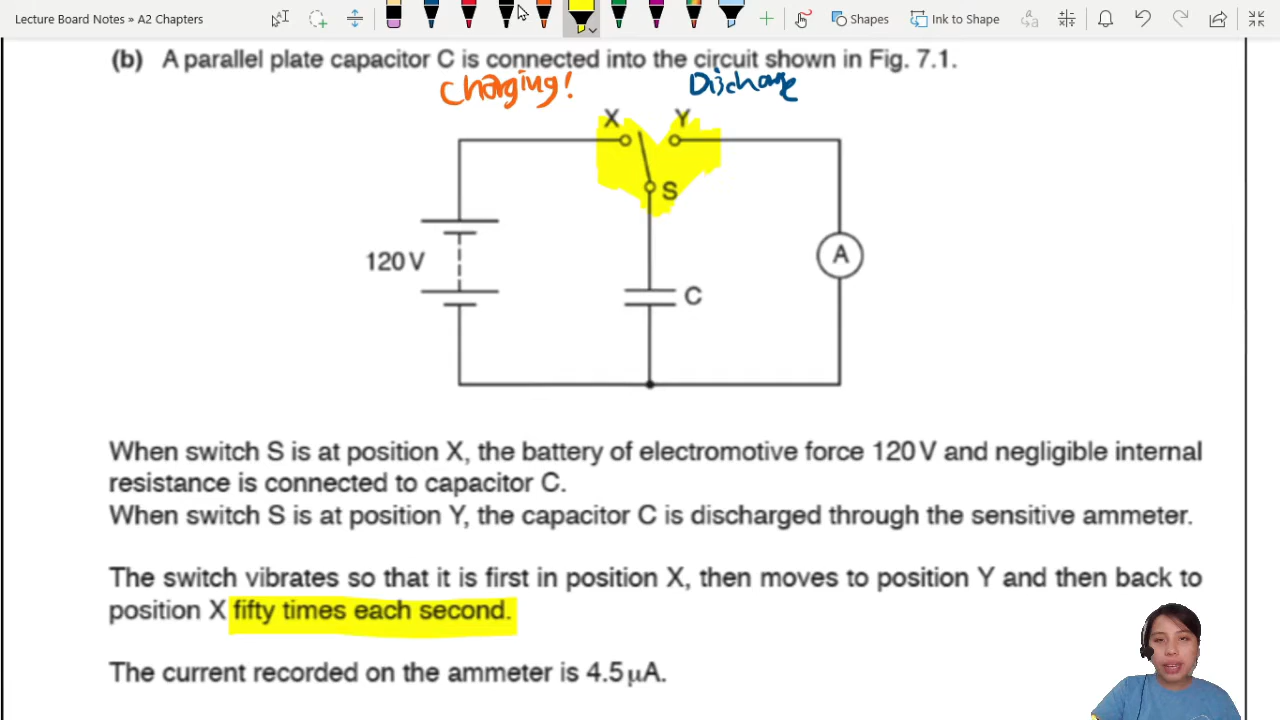 Lecture Board Notes » A2 Chapters
Shapes
Ink to Shape
(b) A parallel plate capacitor C is connected into the circuit shown in Fig. 7.1.
Charging!
Discharge
X
Y
S
120 V
C
A
When switch S is at position X, the battery of electromotive force 120 V and negligible internal
resistance is connected to capacitor C.
When switch S is at position Y, the capacitor C is discharged through the sensitive ammeter.
The switch vibrates so that it is first in position X, then moves to position Y and then back to
position X fifty times each second.
The current recorded on the ammeter is 4.5 μA.